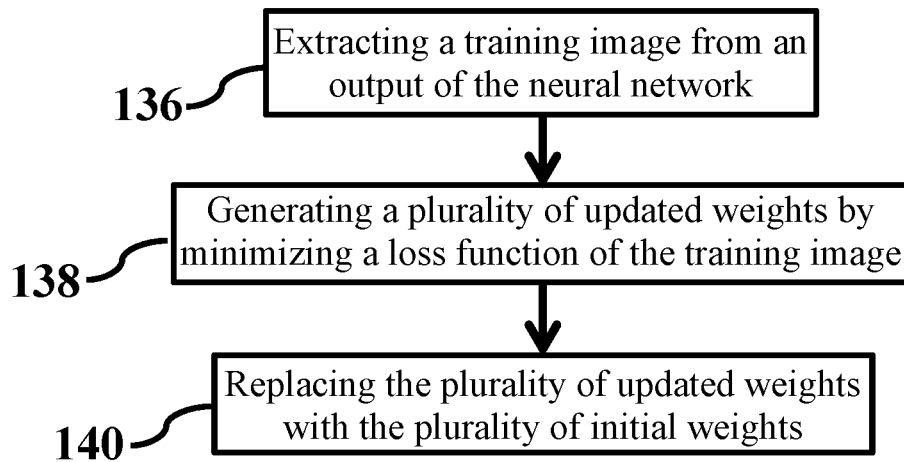 Extracting a training image from an
output of the neural network
136
Generating a plurality of updated weights by
minimizing a loss function of the training image
138
Replacing the plurality of updated weights
with the plurality of initial weights
140